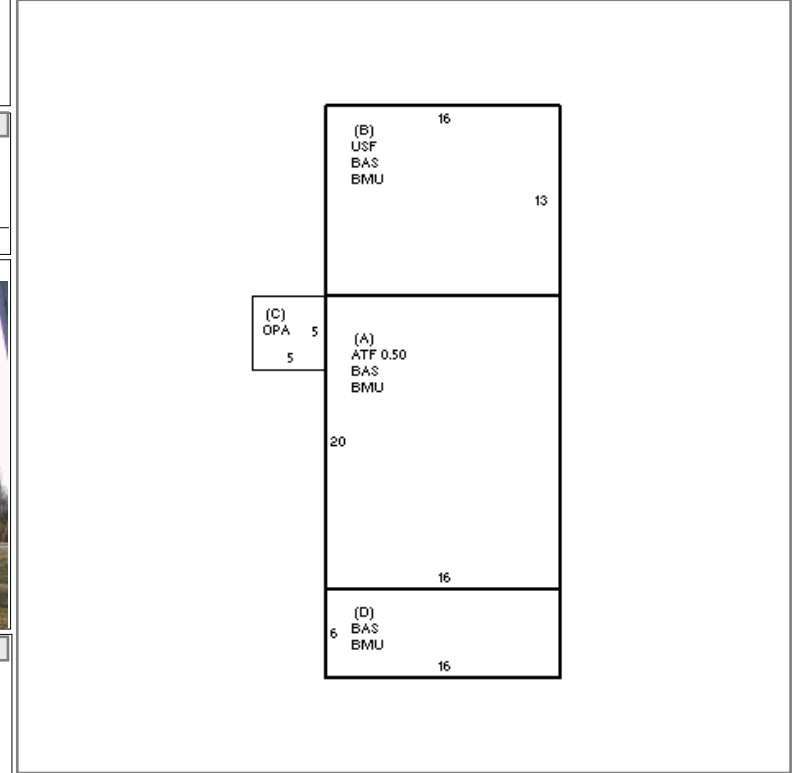 16
(B)
USF
BAS
BMU
13
(C)
OPA 5
5
(A)
ATF 0.50
BAS
BMU
20
16
(D)
6 BAS
BMU
16